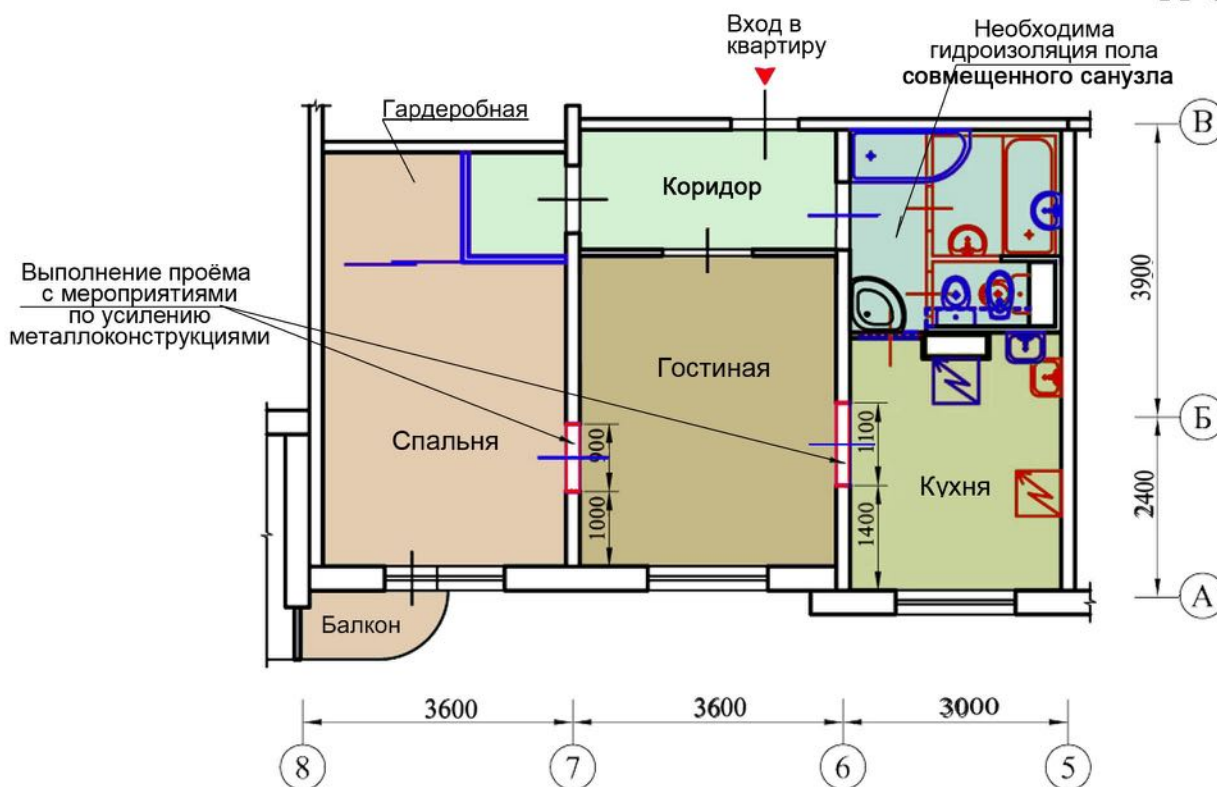 Вход в
квартиру
Необходима
гидроизоляция пола
совмещенного санузла
Гардеробная
В
Коридор
Выполнение проёма
с мероприятиями
по усилению
металлоконструкциями
3900
Гостиная
Спальня
Б
900
1100
Кухня
2400
1000
1400
А
Балкон
3600
3600
3000
8
7
6
5